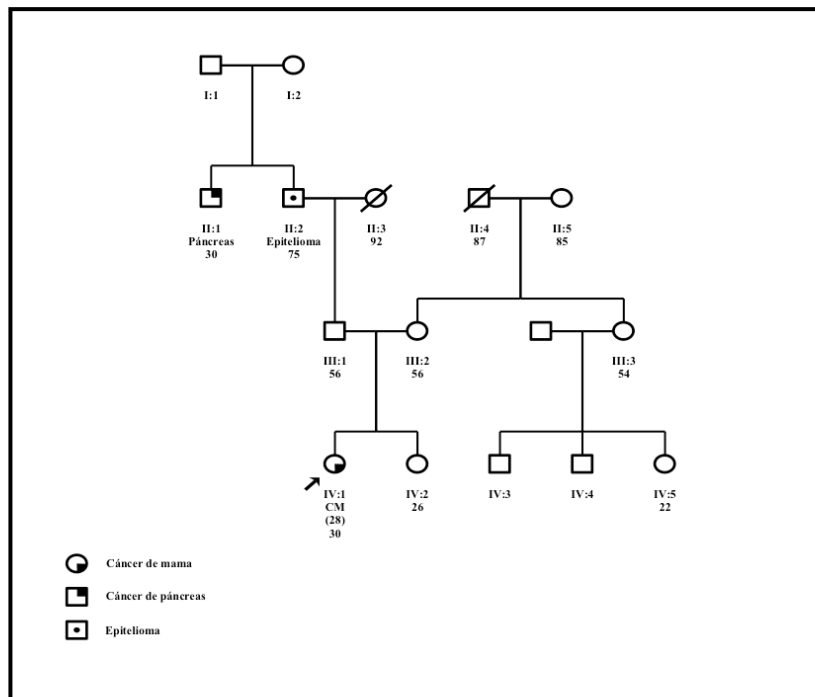 I:1
I:2
II:1
Páncreas
30
II:2
Epitelioma
75
II:3
92
II:4
87
II:5
85
III:1
56
III:2
56
III:3
54
IV:1
CM
(28)
30
IV:2
26
IV:3
IV:4
IV:5
22
Cáncer de mama
Cáncer de páncreas
Epitelioma